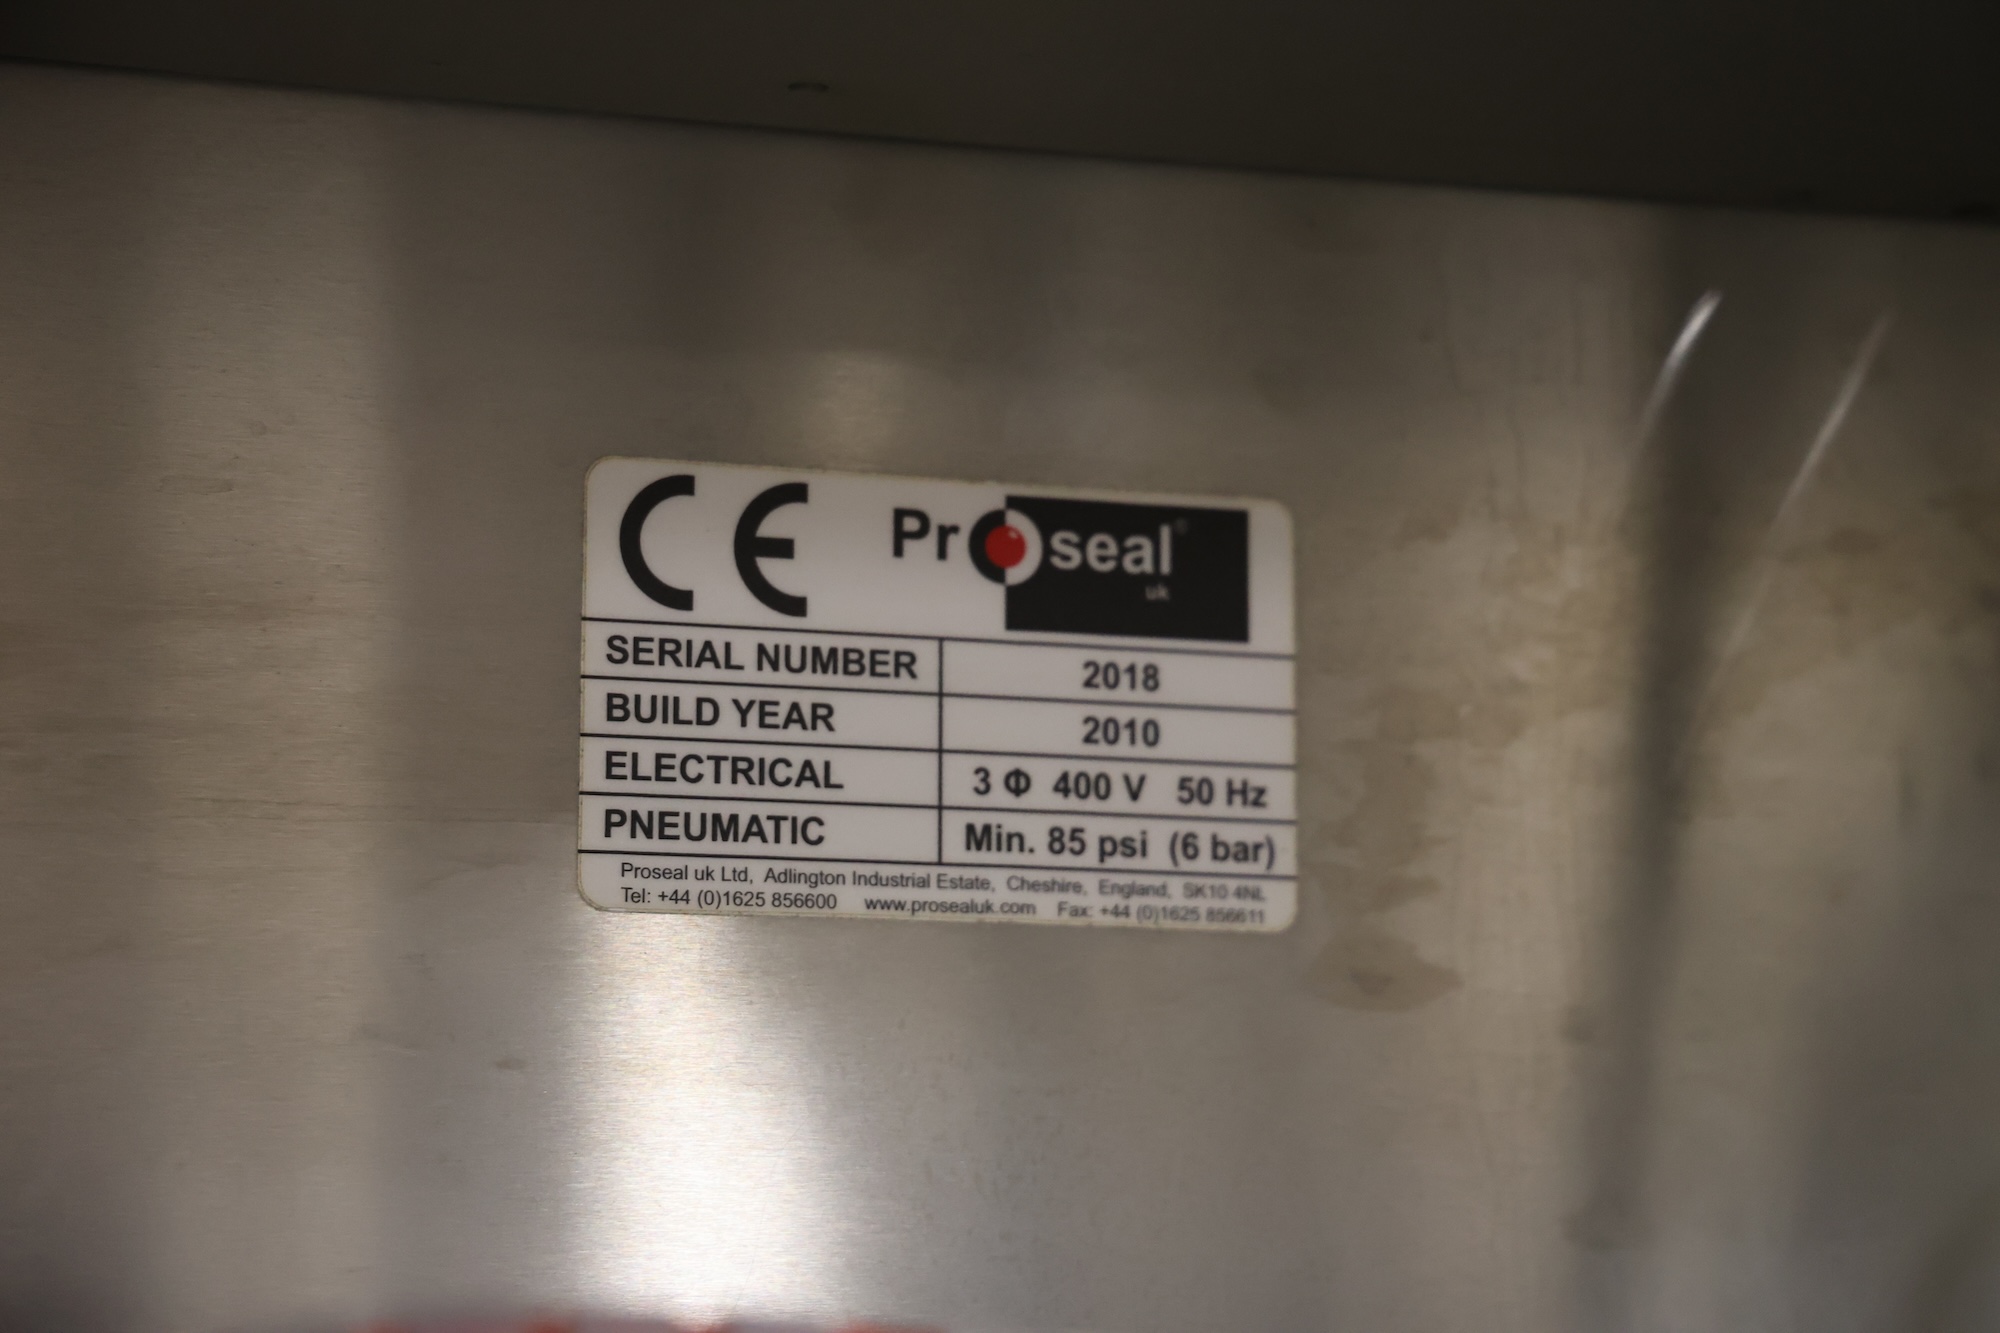 CE Proseal®
uk
SERIAL NUMBER 2018
BUILD YEAR 2010
ELECTRICAL 3 Φ 400 V 50 Hz
PNEUMATIC Min. 85 psi (6 bar)
Proseal uk Ltd, Adlington Industrial Estate, Cheshire, England, SK10 4NL
Tel: +44 (0)1625 856600 www.prosealuk.com Fax: +44 (0)1625 856611